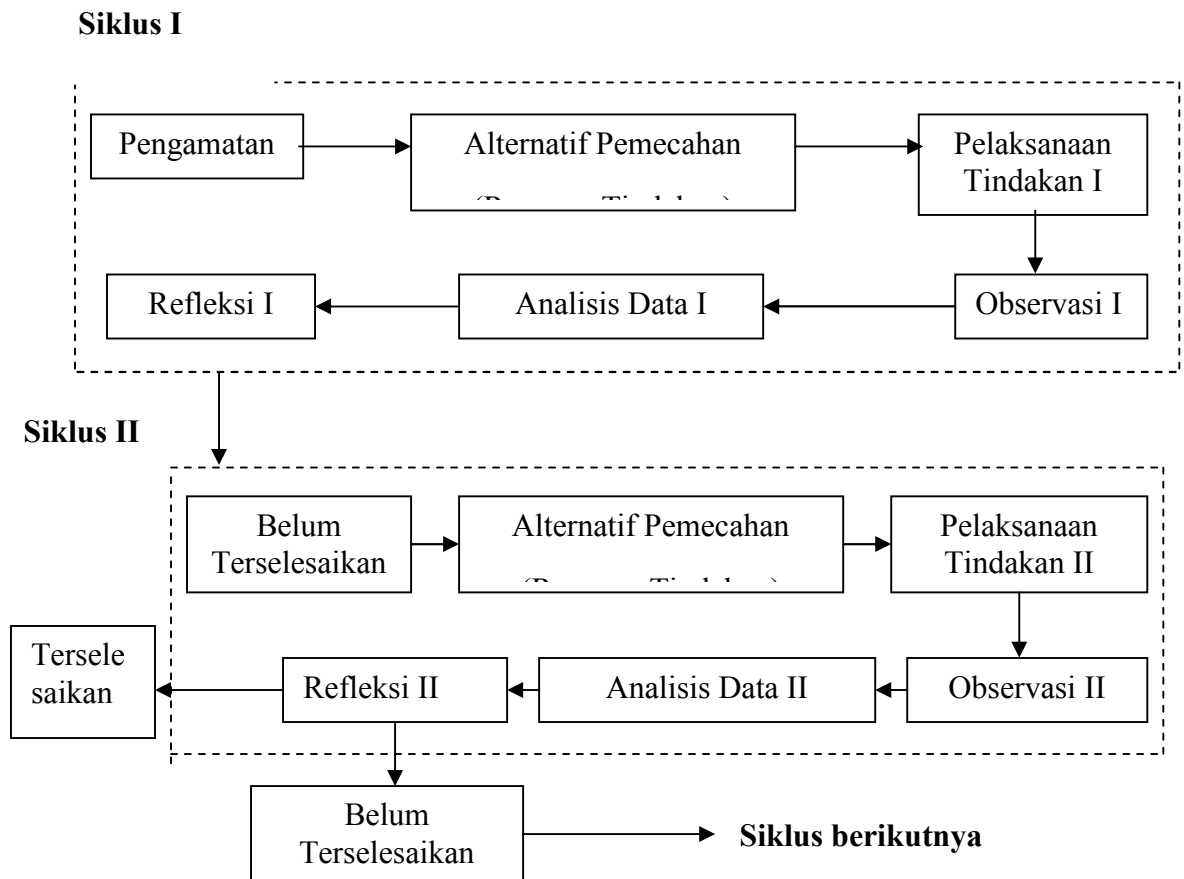 Siklus I
Pengamatan
Alternatif Pemecahan
Pelaksanaan
Tindakan I
Refleksi I
Analisis Data I
Observasi I
Siklus II
Belum
Terselesaikan
Alternatif Pemecahan
Pelaksanaan
Tindakan II
Tersele
saikan
Refleksi II
Analisis Data II
Observasi II
Belum
Terselesaikan
Siklus berikutnya